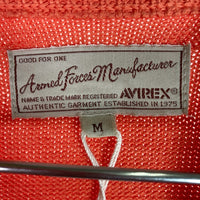 GOOD FOR ONE
Armed Forces Manufacturer
NAME & TRADE MARK REGISTERED AVIREX®
AUTHENTIC GARMENT ESTABLISHED IN 1975
M